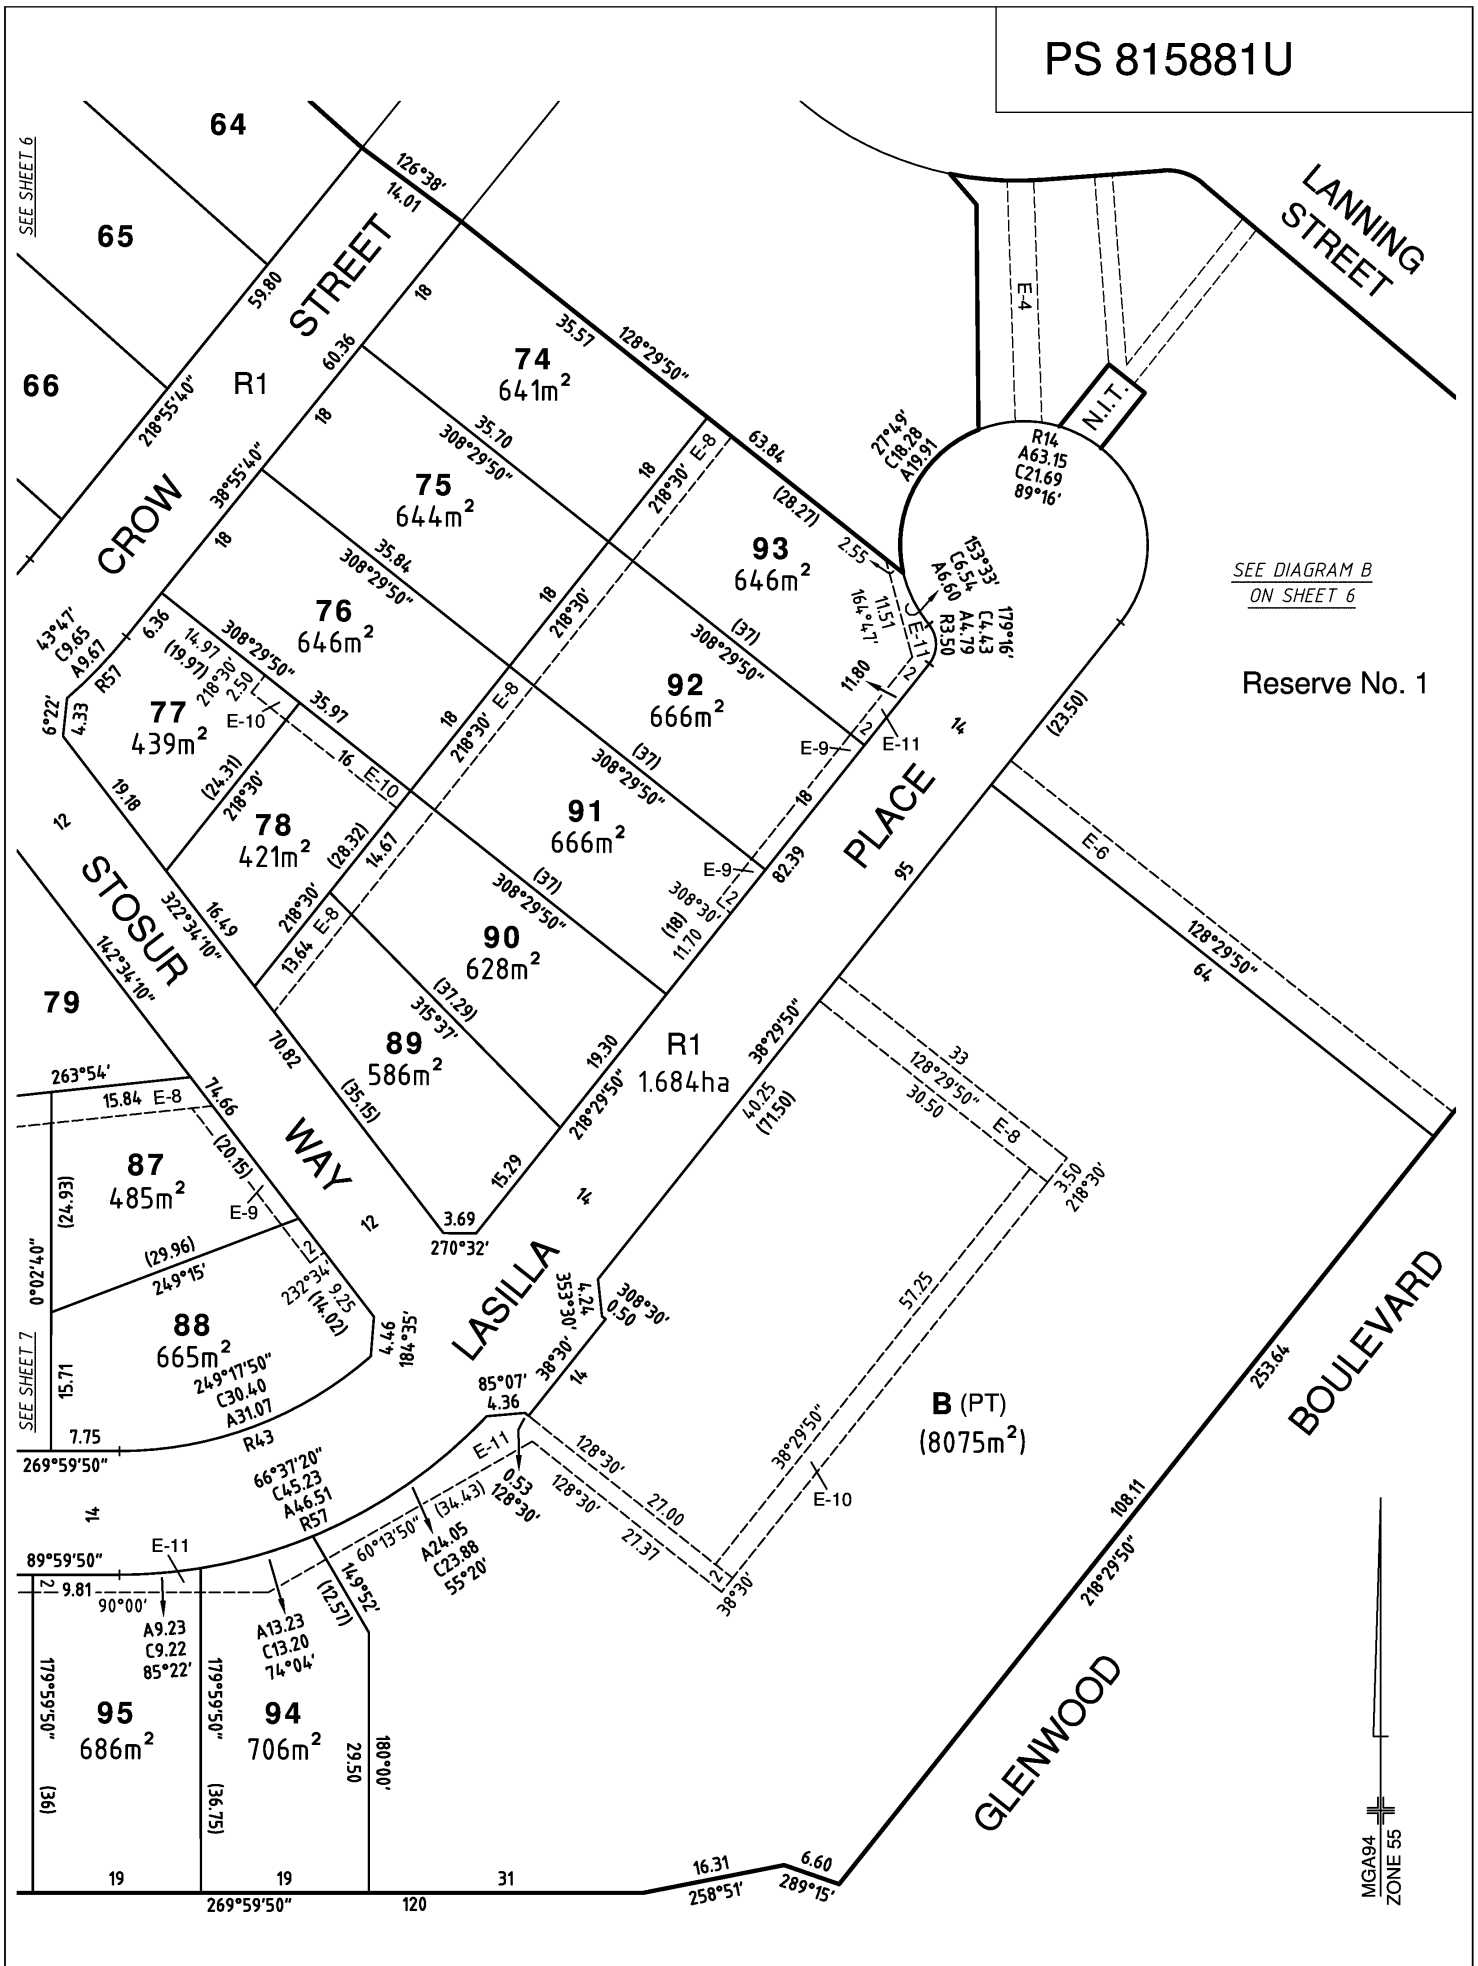 PS 815881U
SEE SHEET 6
64
65
66
126°38'
14.01
59.80
218°55'40"
CROW
STREET
R1
18
60.36
18
38°55'40"
18
6.36
35.57
128°29'50"
63.84
(28.27)
2.55
74
641m²
35.70
308°29'50"
75
644m²
35.84
308°29'50"
76
646m²
308°29'50"
35.97
14.97
(19.97)
218°30'
2.50
E-10
16
E-10
43°47'
C9.65
A9.67
R57
6°22'
4.33
77
439m²
(24.31)
218°30'
19.18
78
421m²
(28.32)
218°30'
14.67
16.49
322°34'10"
13.64
E-8
18
218°30'
E-8
18
218°30'
18
218°30'
E-8
93
646m²
(37)
308°29'50"
92
666m²
(37)
308°29'50"
91
666m²
(37)
308°29'50"
90
628m²
(37.29)
315°37'
89
586m²
(35.15)
70.82
15.29
19.30
218°29'50"
3.69
270°32'
308°30'
2
(18)
11.70
E-9
82.39
18
E-9
2
E-11
11.80
2
E-11
11.51
164°47'
27°49'
C18.28
A19.91
R14
A63.15
C21.69
89°16'
153°33'
C6.54
A6.60
179°16'
C4.43
A4.79
R3.50
E-4
N.I.T.
LANNING
STREET
SEE DIAGRAM B
ON SHEET 6
Reserve No. 1
(23.50)
14
PLACE
95
E-6
128°29'50"
64
R1
1.684ha
38°29'50"
40.25
(71.50)
33
128°29'50"
30.50
E-8
3.50
218°30'
12
STOSUR
142°34'10"
WAY
12
79
263°54'
15.84
E-8
74.66
(20.15)
E-9
87
485m²
(24.93)
(29.96)
249°15'
0°02'40"
2
232°34'
9.25
(14.02)
88
665m²
249°17'50"
C30.40
A31.07
R43
4.46
184°35'
15.71
SEE SHEET 7
7.75
269°59'50"
14
LASILLA
14
353°30'
4.24
308°30'
0.50
38°30'
14
85°07'
4.36
E-11
0.53
128°30'
66°37'20"
C45.23
A46.51
R57
60°13'50"
(34.43)
A24.05
C23.88
55°20'
128°30'
27.00
128°30'
27.37
2
38°30'
57.25
38°29'50"
E-10
B (PT)
(8075m²)
253.64
108.11
218°29'50"
GLENWOOD
BOULEVARD
89°59'50"
E-11
2
9.81
90°00'
A9.23
C9.22
85°22'
A13.23
C13.20
74°04'
149°52'
(12.57)
179°59'50"
(36)
95
686m²
179°59'50"
(36.75)
94
706m²
180°00'
29.50
19
19
31
269°59'50"
120
16.31
258°51'
6.60
289°15'
MGA94
ZONE 55